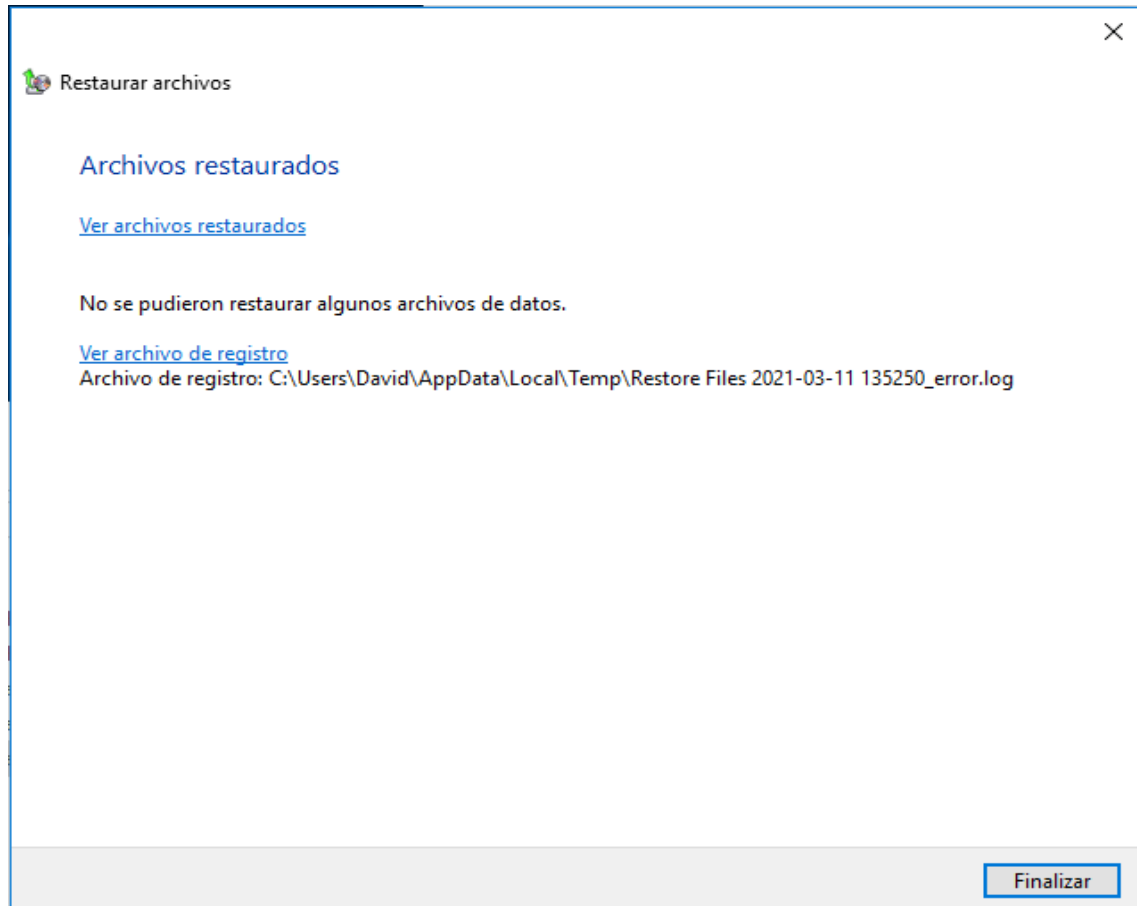 Restaurar archivos
Archivos restaurados
Ver archivos restaurados
No se pudieron restaurar algunos archivos de datos.
Ver archivo de registro
Archivo de registro: C:\Users\David\AppData\Local\Temp\Restore Files 2021-03-11 135250_error.log
Finalizar